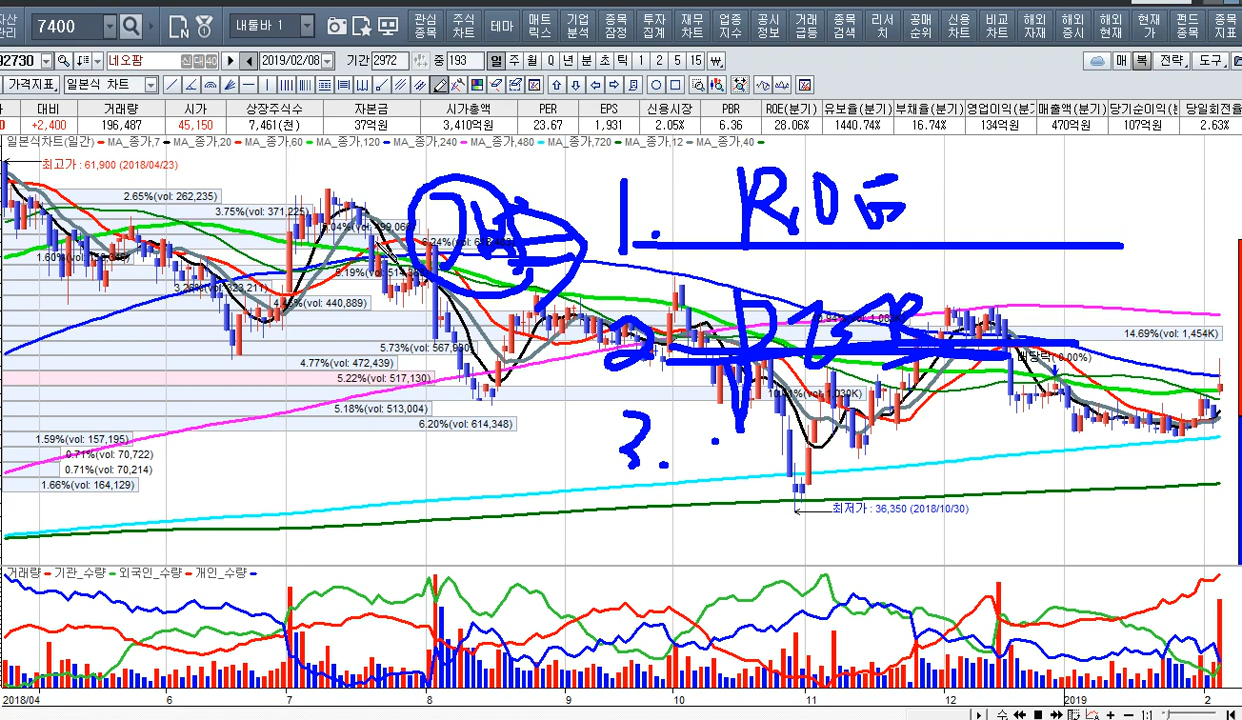 7400 내툴바 1 관심종목 주식차트 테마 매트릭스 기업분석 종목잠정 투자집계 재무차트 업종지수 공시정보 거래급등 종목검색 리서치 공매순위 신용차트 비교차트 해외자재 해외증시 해외현재 현재가 펀드종목 종목지표
92730 네오팜 2019/02/08 기간 2972 중 193 일 주 월 Q 년 분 초 틱 1 2 5 15 매 복 전략 도구
가격지표 일본식 차트
대비 거래량 시가 상장주식수 자본금 시가총액 PER EPS 신용시장 PBR ROE(분기) 유보율(분기) 부채율(분기) 영업이익(분기 매출액(분기) 당기순이익(분 당일회전율
+2,400 196,487 45,150 7,461(천) 37억원 3,410억원 23.67 1,931 2.05% 6.36 28.06% 1440.74% 16.74% 134억원 470억원 107억원 2.63%
일본식차트(일간) MA_종가,7 MA_종가,20 MA_종가,60 MA_종가,120 MA_종가,240 MA_종가,480 MA_종가,720 MA_종가,12 MA_종가,40
최고가 : 61,900 (2018/04/23)
1. ROE
2.65%(vol: 262,235)
3.75%(vol: 371,225)
4.46%(vol: 440,889)
2.
14.69%(vol: 1,454K)
5.73%(vol: 567,930)
4.77%(vol: 472,439)
5.22%(vol: 517,130)
5.18%(vol: 513,004)
6.20%(vol: 614,348)
3.
1.59%(vol: 157,195)
0.71%(vol: 70,722)
0.71%(vol: 70,214)
1.66%(vol: 164,129)
최저가 : 36,350 (2018/10/30)
거래량 기관_수량 외국인_수량 개인_수량
2018/04 6 7 8 9 10 11 12 2019 2
수 1:1